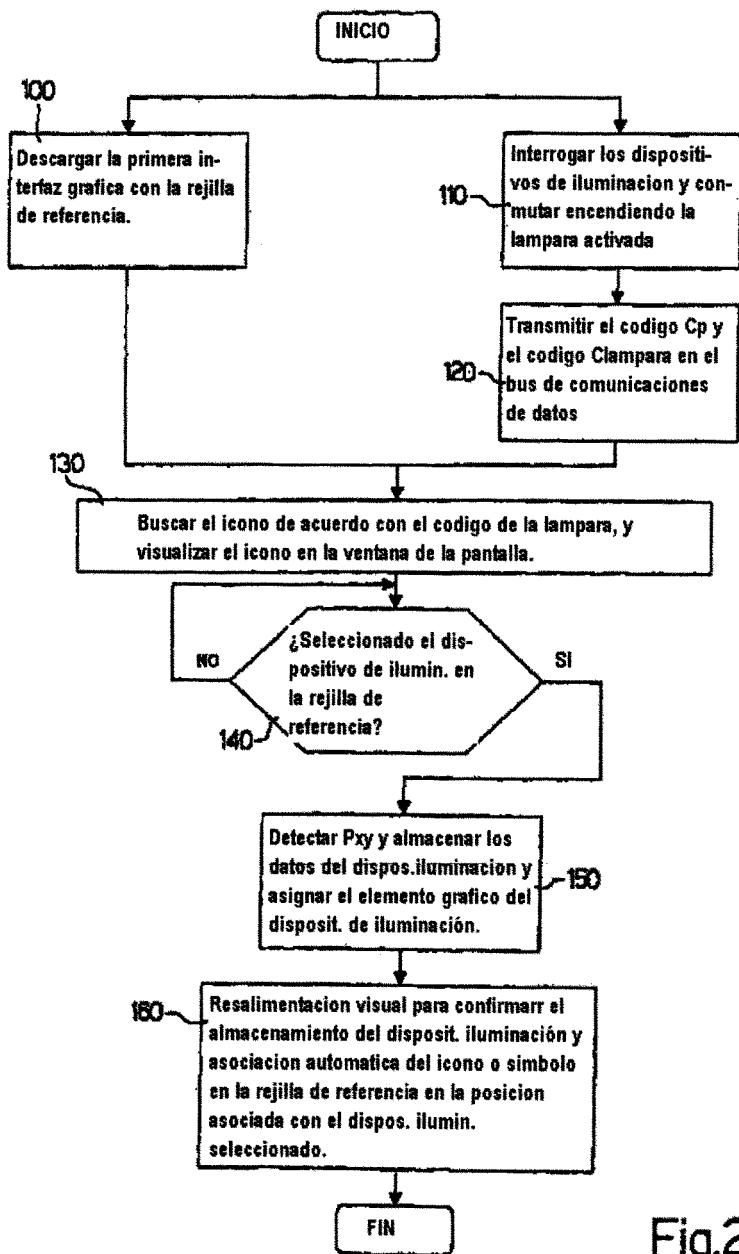 INICIO
100
Descargar la primera in-
terfaz grafica con la rejilla
de referencia.
110
Interrogar los dispositi-
vos de iluminacion y con-
mutar encendiendo la
lampara activada
120
Transmitir el codigo Cp y
el codigo Clampara en el
bus de comunicaciones
de datos
130
Buscar el icono de acuerdo con el codigo de la lampara, y
visualizar el icono en la ventana de la pantalla.
NO
¿Seleccionado el dis-
positivo de ilumin. en
la rejilla de
referencia?
SI
140
Detectar Pxy y almacenar los
datos del dispos.iluminacion y
asignar el elemento grafico del
disposit. de iluminación.
150
160
Resalimentacion visual para confirmarr el
almacenamiento del disposit. iluminación y
asociacion automatica del icono o simbolo
en la rejilla de referencia en la posicion
asociada con el dispos. ilumin.
seleccionado.
FIN
Fig.2